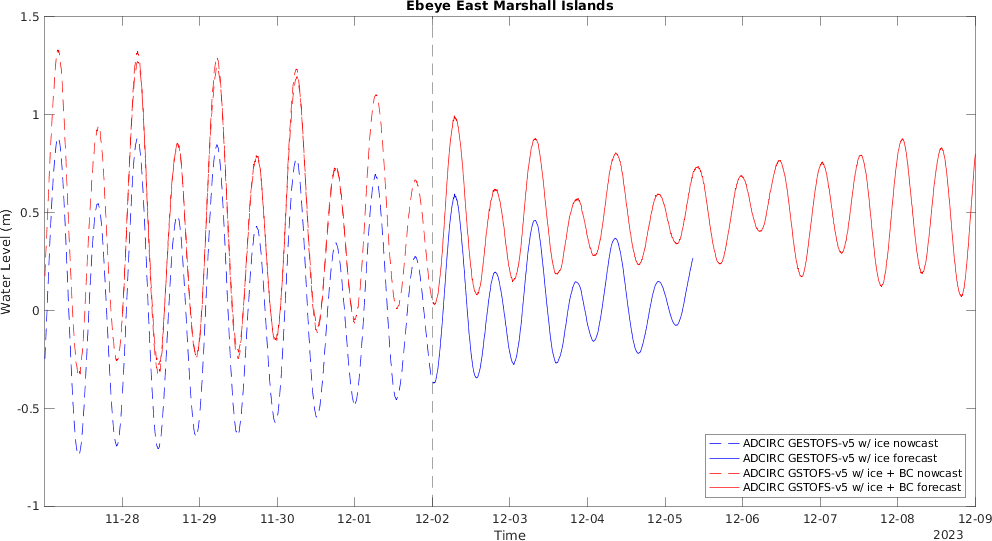 Ebeye East Marshall Islands
1.5
1
0.5
0
-0.5
-1
Water Level (m)
11-28 11-29 11-30 12-01 12-02 12-03 12-04 12-05 12-06 12-07 12-08 12-09
Time
2023
ADCIRC GESTOFS-v5 w/ ice nowcast
ADCIRC GESTOFS-v5 w/ ice forecast
ADCIRC GSTOFS-v5 w/ ice + BC nowcast
ADCIRC GSTOFS-v5 w/ ice + BC forecast